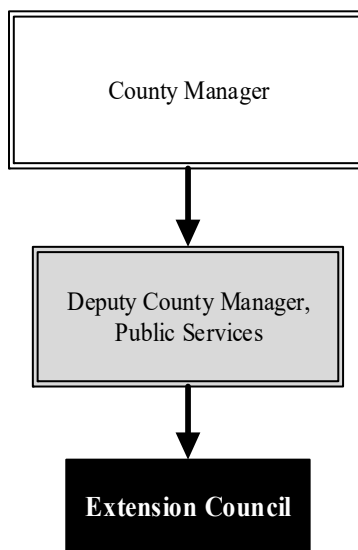 County Manager
Deputy County Manager,
Public Services
Extension Council